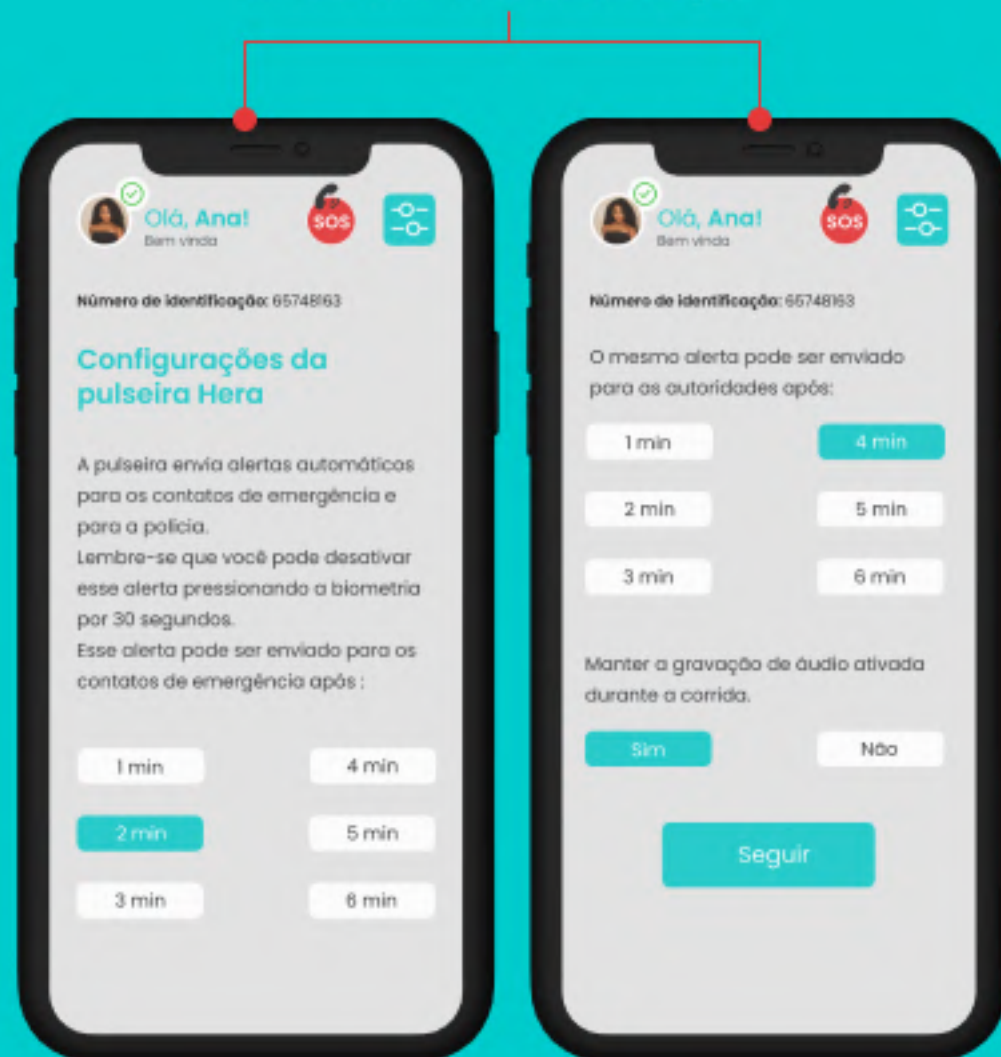 Olá, Ana!
Bem vinda
SOS
Número de identificação: 65748163
Configurações da
pulseira Hera
A pulseira envia alertas automáticos
para os contatos de emergência e
para a polícia.
Lembre-se que você pode desativar
esse alerta pressionando a biometria
por 30 segundos.
Esse alerta pode ser enviado para os
contatos de emergência após :
1 min
4 min
2 min
5 min
3 min
6 min
Olá, Ana!
Bem vinda
SOS
Número de identificação: 65748163
O mesmo alerta pode ser enviado
para as autoridades após:
1 min
4 min
2 min
5 min
3 min
6 min
Manter a gravação de áudio ativada
durante a corrida.
Sim
Não
Seguir